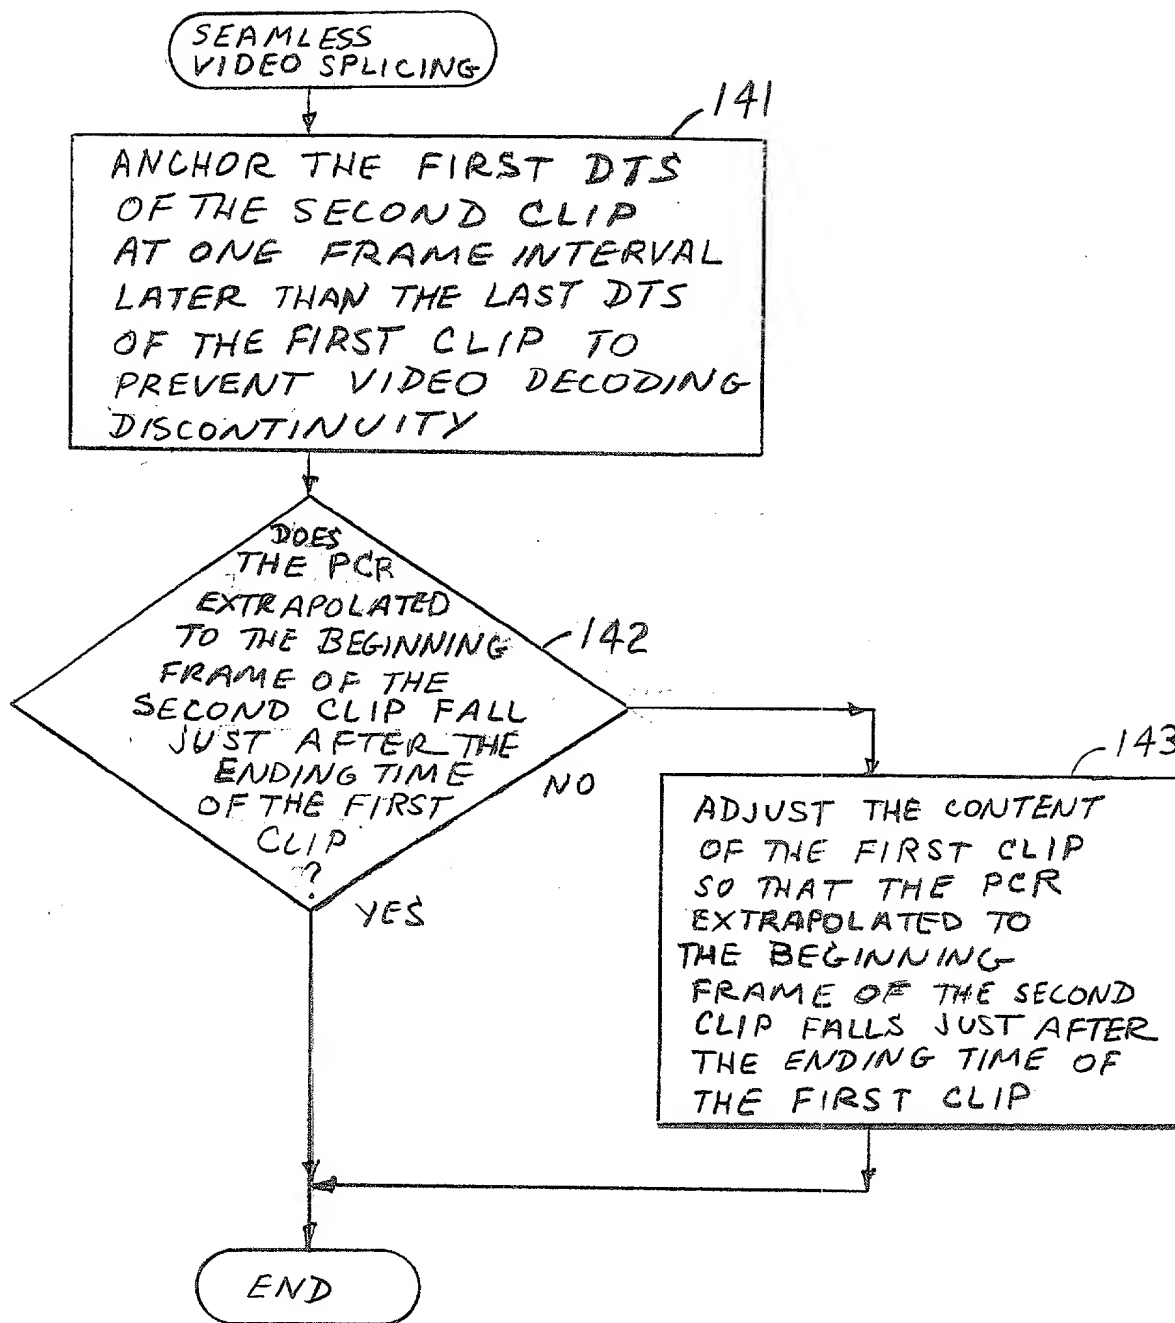 SEAMLESS
VIDEO SPLICING
141
ANCHOR THE FIRST DTS
OF THE SECOND CLIP
AT ONE FRAME INTERVAL
LATER THAN THE LAST DTS
OF THE FIRST CLIP TO
PREVENT VIDEO DECODING
DISCONTINUITY
DOES
THE PCR
EXTRAPOLATED
TO THE BEGINNING
FRAME OF THE
SECOND CLIP FALL
JUST AFTER THE
ENDING TIME
OF THE FIRST
CLIP
?
142
NO
YES
143
ADJUST THE CONTENT
OF THE FIRST CLIP
SO THAT THE PCR
EXTRAPOLATED TO
THE BEGINNING
FRAME OF THE SECOND
CLIP FALLS JUST AFTER
THE ENDING TIME OF
THE FIRST CLIP
END